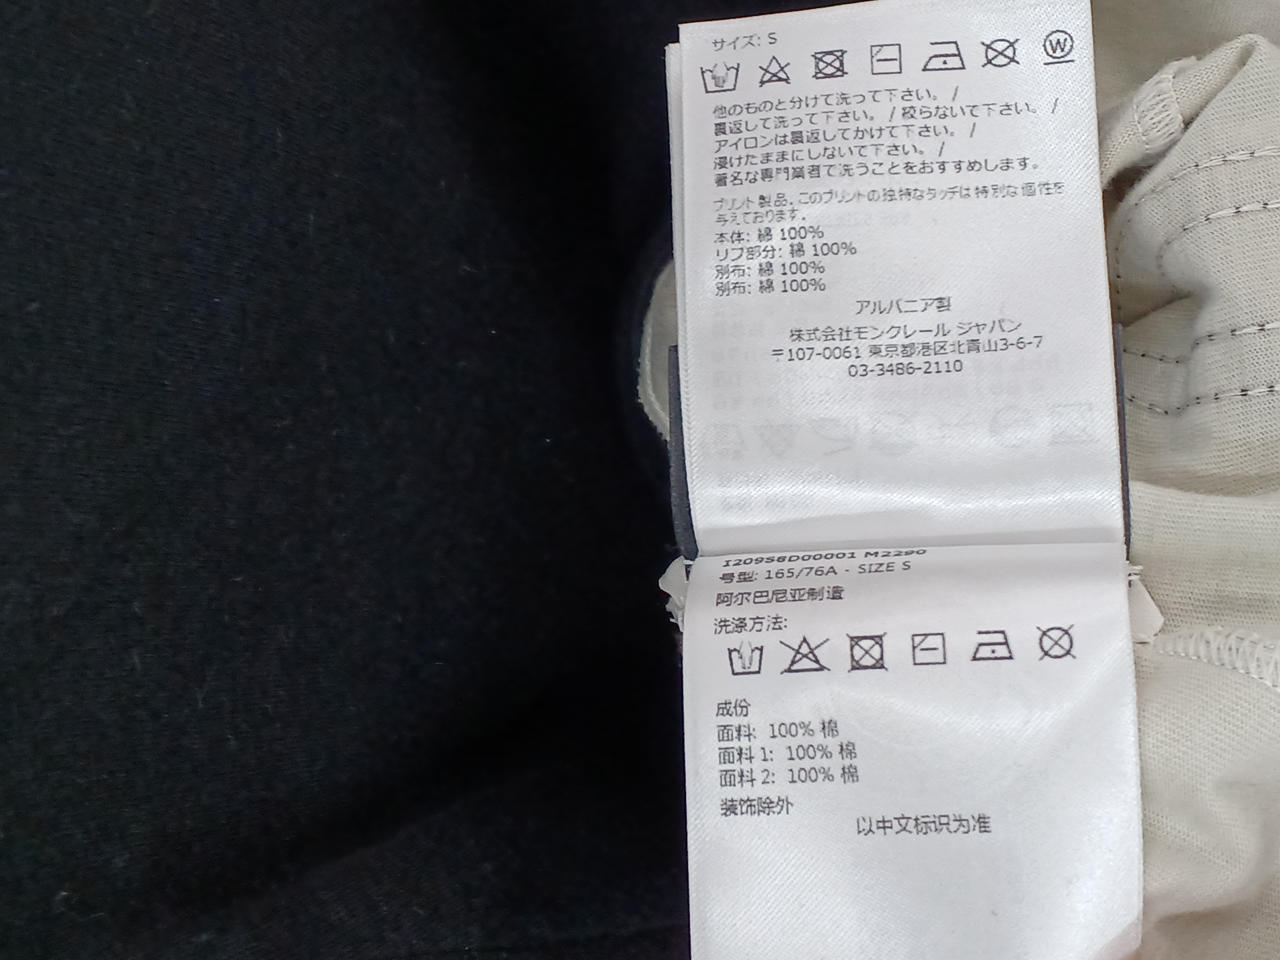 サイズ: S
他のものと分けて洗って下さい。 /
裏返して洗って下さい。 / 絞らないで下さい。 /
アイロンは裏返してかけて下さい。 /
浸けたままにしないで下さい。 /
著名な専門業者で洗うことをおすすめします。
プリント製品。このプリントの独特なタッチは特別な個性を
与えております。
本体: 綿 100%
リブ部分: 綿 100%
別布: 綿 100%
別布: 綿 100%
アルバニア製
株式会社モンクレール ジャパン
〒107-0061 東京都港区北青山3-6-7
03-3486-2110
I209S8D00001 M2290
号型: 165/76A - SIZE S
阿尔巴尼亚制造
洗涤方法:
成份
面料: 100% 棉
面料 1: 100% 棉
面料 2: 100% 棉
装饰除外
以中文标识为准